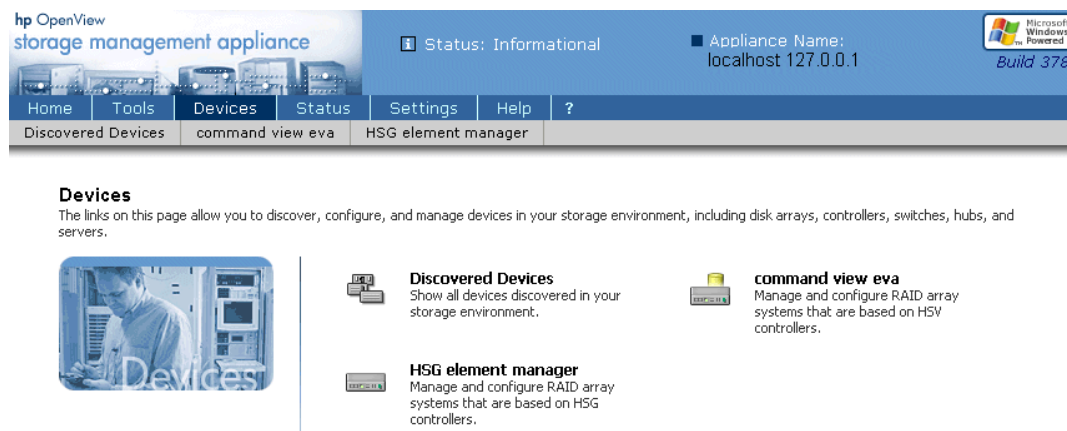 hp OpenView
storage management appliance
Status: Informational
Appliance Name:
localhost 127.0.0.1
Microsoft
Windows
Powered
TM
Build 378
Home Tools Devices Status Settings Help ?
Discovered Devices command view eva HSG element manager
Devices
The links on this page allow you to discover, configure, and manage devices in your storage environment, including disk arrays, controllers, switches, hubs, and
servers.
Devices
Discovered Devices
Show all devices discovered in your
storage environment.
command view eva
Manage and configure RAID array
systems that are based on HSV
controllers.
HSG element manager
Manage and configure RAID array
systems that are based on HSG
controllers.